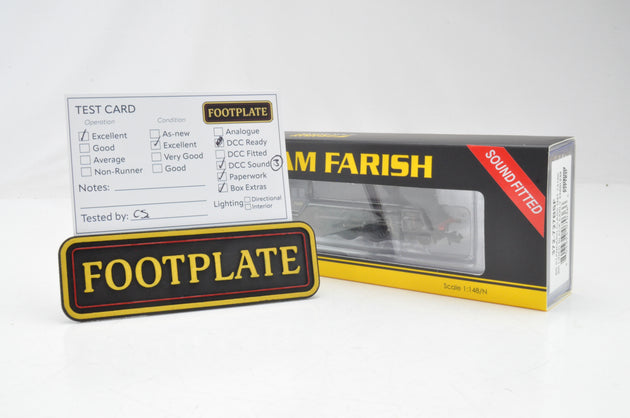 TEST CARD
FOOTPLATE
Operation
Excellent
Good
Average
Non-Runner
Condition
As-new
Excellent
Very Good
Good
Analogue
DCC Ready
DCC Fitted
DCC Sound 3
Paperwork
Box Extras
Notes:
Tested by: CS
Lighting Directional
Interior
FOOTPLATE
AM FARISH
SOUND FITTED
Scale 1:148/N